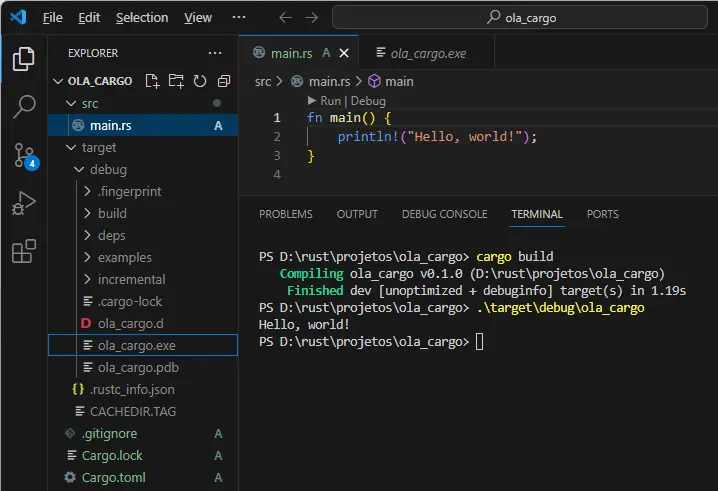 File Edit Selection View ··· ola_cargo
EXPLORER ···
OLA_CARGO
src
main.rs A
target
debug
.fingerprint
build
deps
examples
incremental
.cargo-lock
D ola_cargo.d
ola_cargo.exe
ola_cargo.pdb
{} .rustc_info.json
CACHEDIR.TAG
.gitignore A
Cargo.lock A
Cargo.toml A
4
main.rs A ola_cargo.exe
src > main.rs > main
Run | Debug
1 fn main() {
2 println!("Hello, world!");
3 }
4
PROBLEMS OUTPUT DEBUG CONSOLE TERMINAL PORTS
PS D:\rust\projetos\ola_cargo> cargo build
Compiling ola_cargo v0.1.0 (D:\rust\projetos\ola_cargo)
Finished dev [unoptimized + debuginfo] target(s) in 1.19s
PS D:\rust\projetos\ola_cargo> .\target\debug\ola_cargo
Hello, world!
PS D:\rust\projetos\ola_cargo>